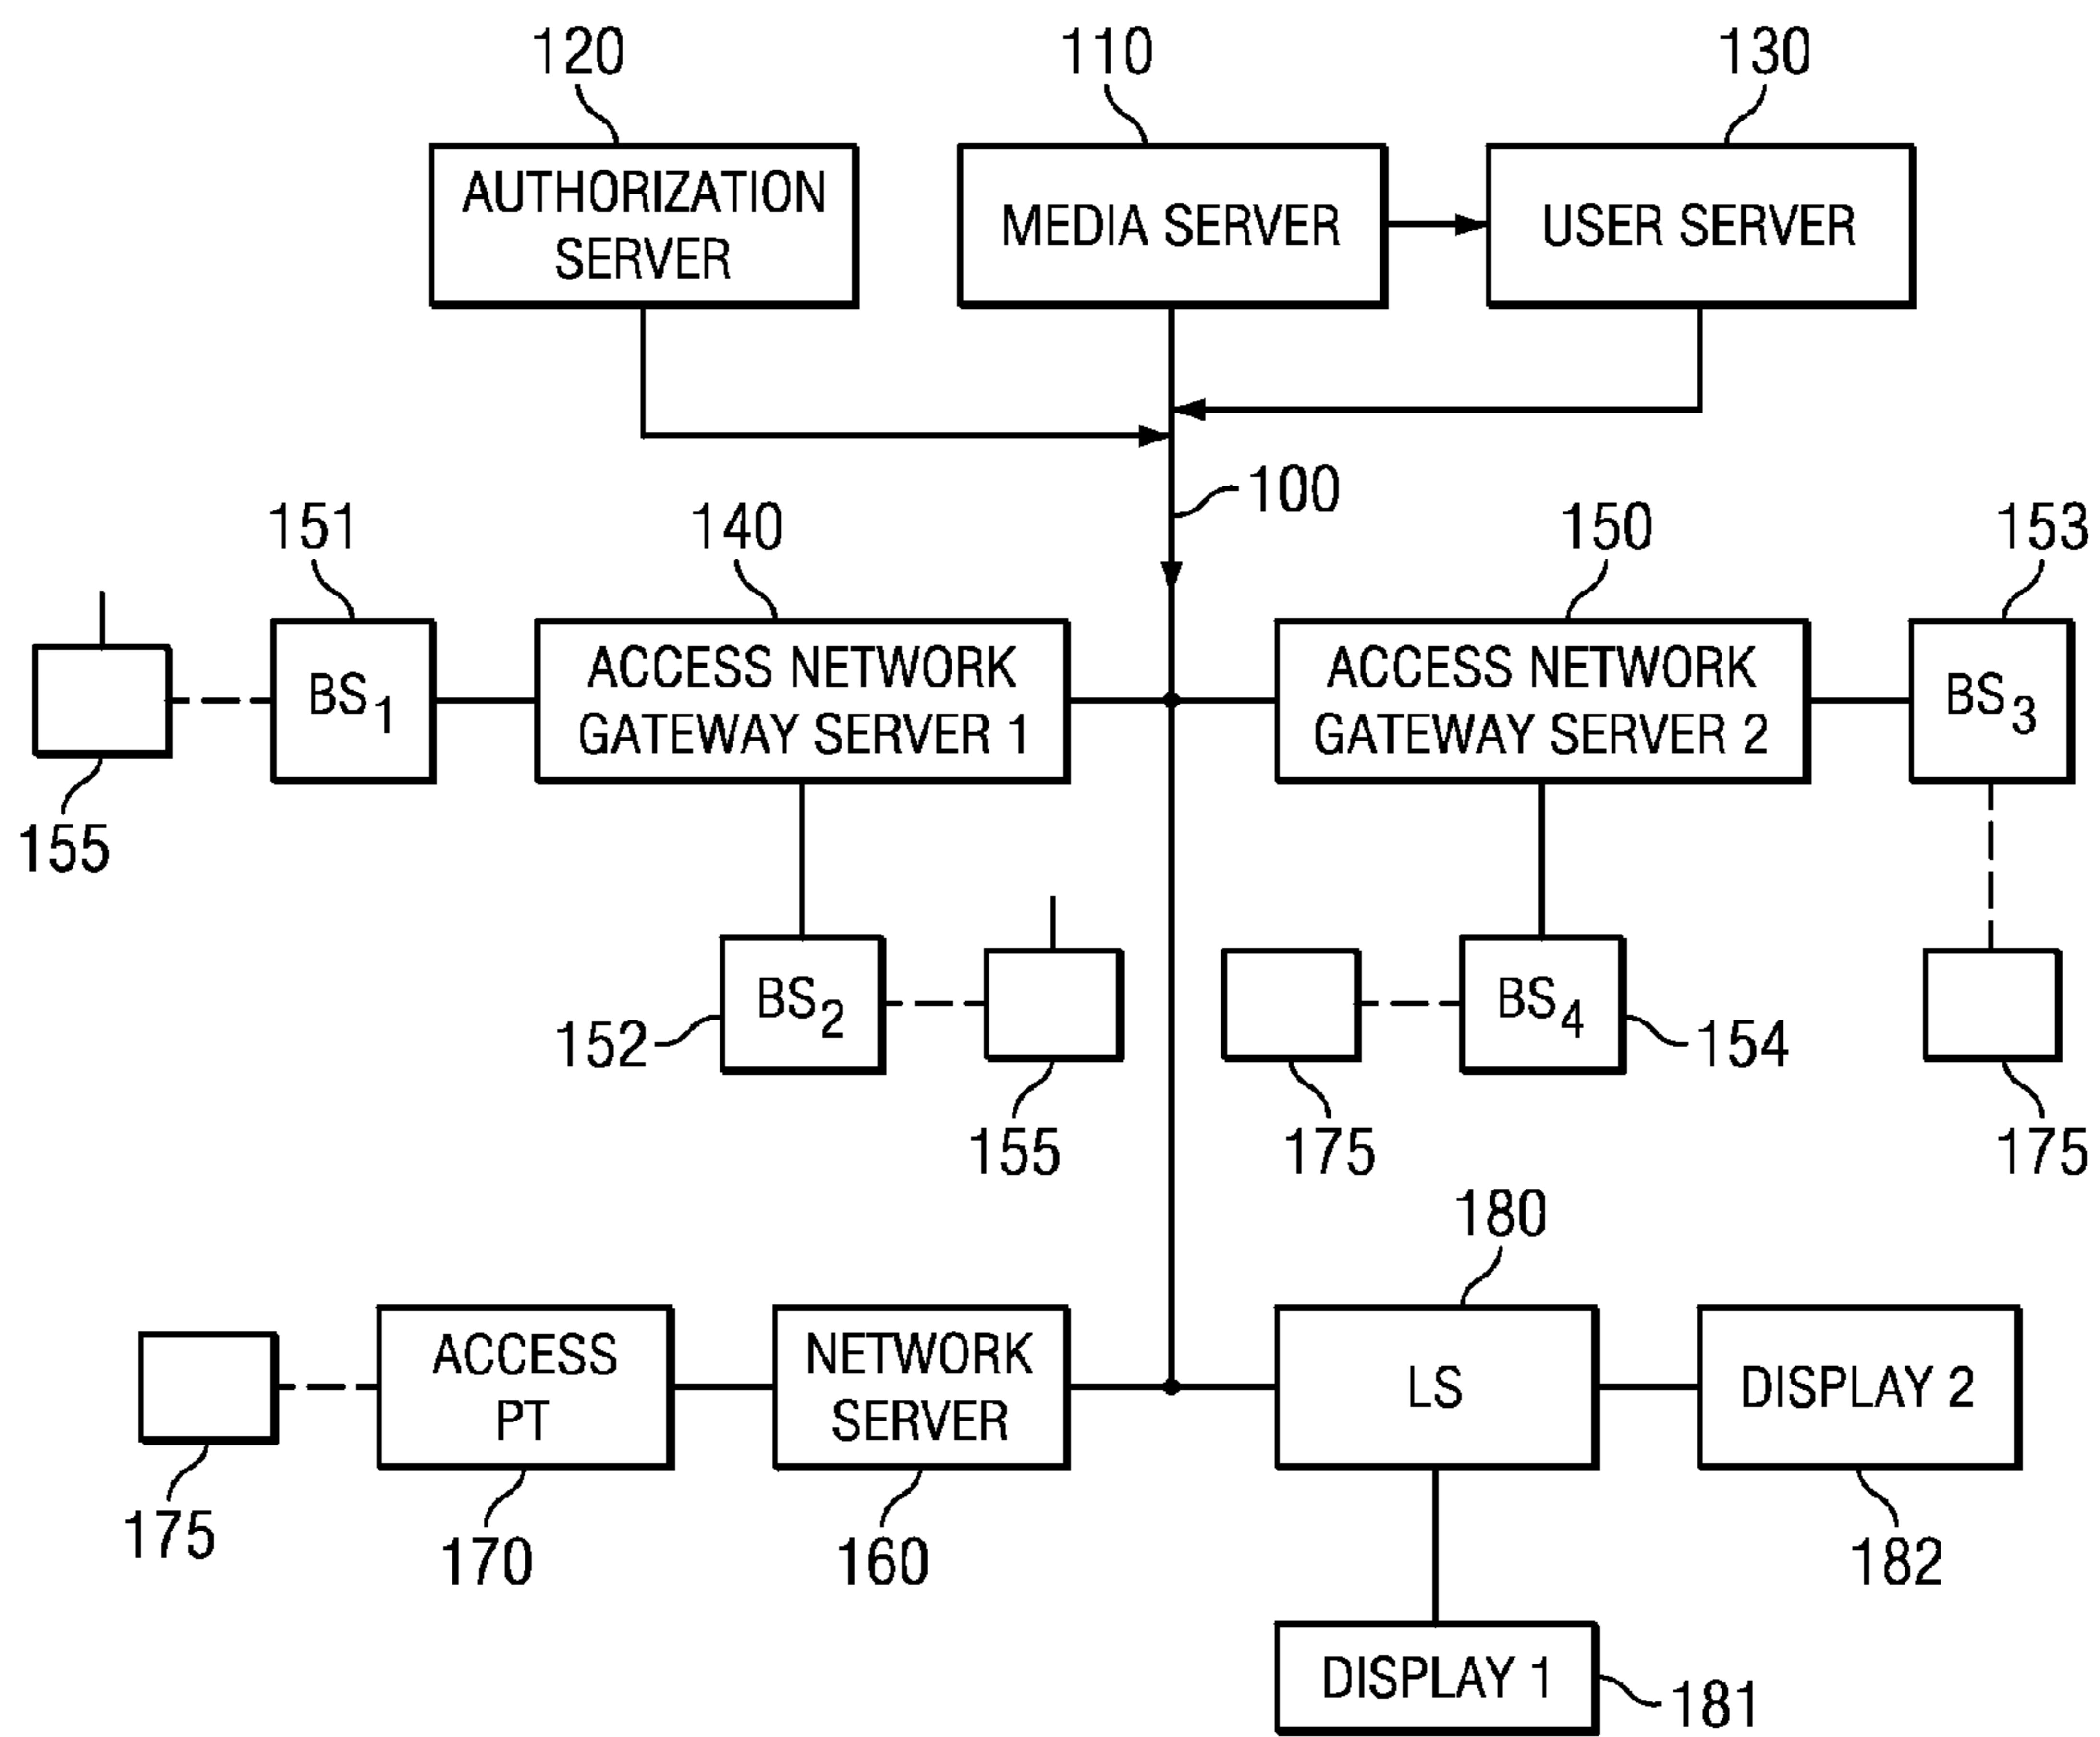 120
110
130
AUTHORIZATION
SERVER
MEDIA SERVER
USER SERVER
100
151
140
150
153
BS1
ACCESS NETWORK
GATEWAY SERVER 1
ACCESS NETWORK
GATEWAY SERVER 2
BS3
155
BS2
BS4
152
154
155
175
175
180
ACCESS
PT
NETWORK
SERVER
LS
DISPLAY 2
175
170
160
182
DISPLAY 1
181